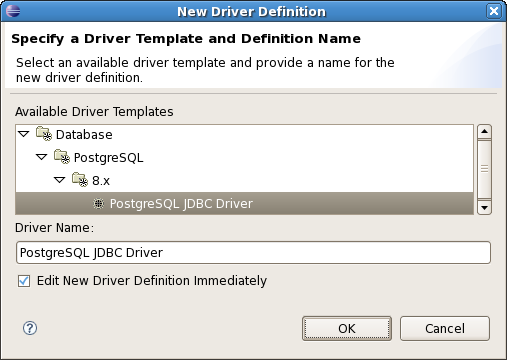 New Driver Definition
Specify a Driver Template and Definition Name
Select an available driver template and provide a name for the
new driver definition.
Available Driver Templates
Database
PostgreSQL
8.x
PostgreSQL JDBC Driver
Driver Name:
PostgreSQL JDBC Driver
Edit New Driver Definition Immediately
?
OK
Cancel